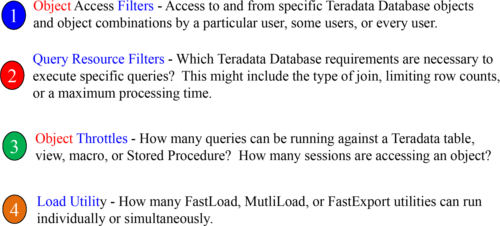 1 Object Access Filters - Access to and from specific Teradata Database objects
and object combinations by a particular user, some users, or every user.
Query Resource Filters - Which Teradata Database requirements are necessary to
2 execute specific queries? This might include the type of join, limiting row counts,
or a maximum processing time.
3 Object Throttles - How many queries can be running against a Teradata table,
view, macro, or Stored Procedure? How many sessions are accessing an object?
4 Load Utility - How many FastLoad, MutliLoad, or FastExport utilities can run
individually or simultaneously.